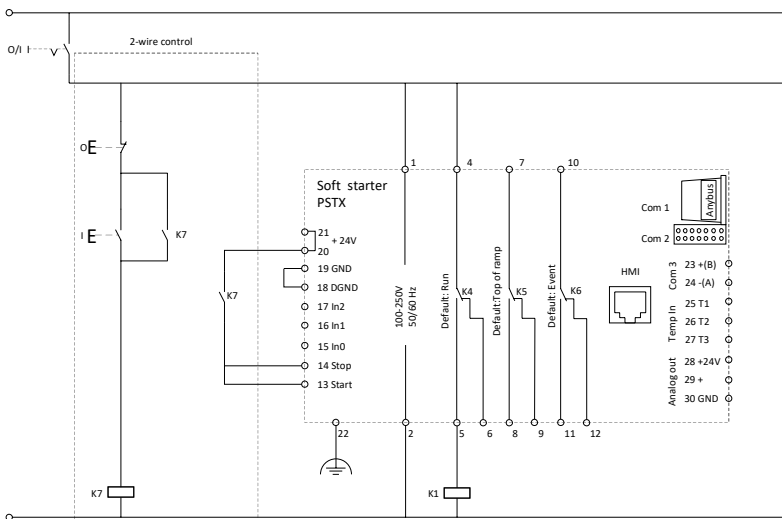 2-wire control
O/I
O
I
K7
K7
K7
Soft starter
PSTX
21
+ 24V
20
19 GND
18 DGND
17 In2
16 In1
15 In0
14 Stop
13 Start
22
1
100-250V
50/60 Hz
2
4
Default: Run
K4
5
6
7
Default:Top of ramp
K5
8
9
10
Default: Event
K6
11
12
K1
HMI
Com 1
Anybus
Com 2
Com 3
23 +(B)
24 -(A)
Temp In
25 T1
26 T2
27 T3
Analog out
28 +24V
29 +
30 GND